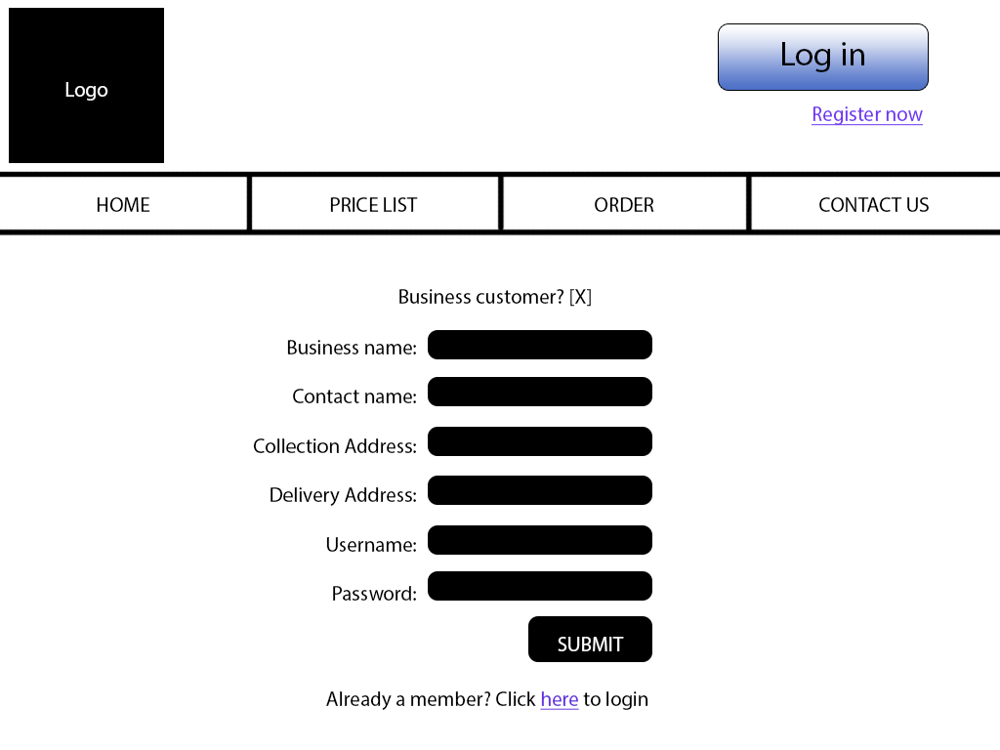 Logo
Log in
Register now
HOME
PRICE LIST
ORDER
CONTACT US
Business customer? [X]
Business name:
Contact name:
Collection Address:
Delivery Address:
Username:
Password:
SUBMIT
Already a member? Click here to login